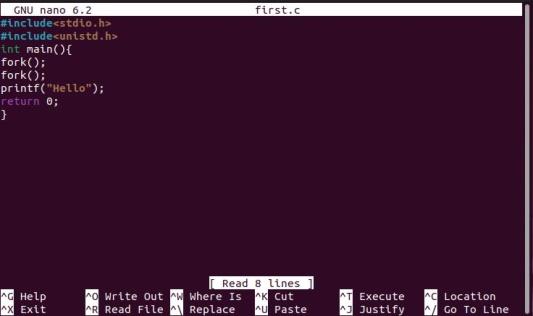 GNU nano 6.2 first.c
#include<stdio.h>
#include<unistd.h>
int main(){
fork();
fork();
printf("Hello");
return 0;
}
[ Read 8 lines ]
^G Help ^O Write Out ^W Where Is ^K Cut ^T Execute ^C Location
^X Exit ^R Read File ^\ Replace ^U Paste ^J Justify ^/ Go To Line